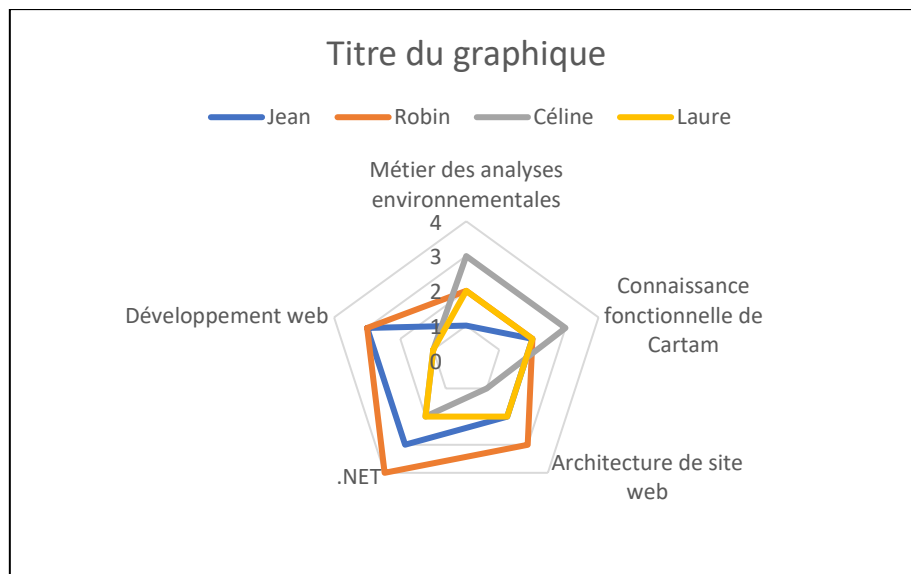 Titre du graphique
Jean
Robin
Céline
Laure
Métier des analyses
environnementales
4
3
2
1
0
Connaissance
fonctionnelle de
Cartam
Développement web
.NET
Architecture de site
web